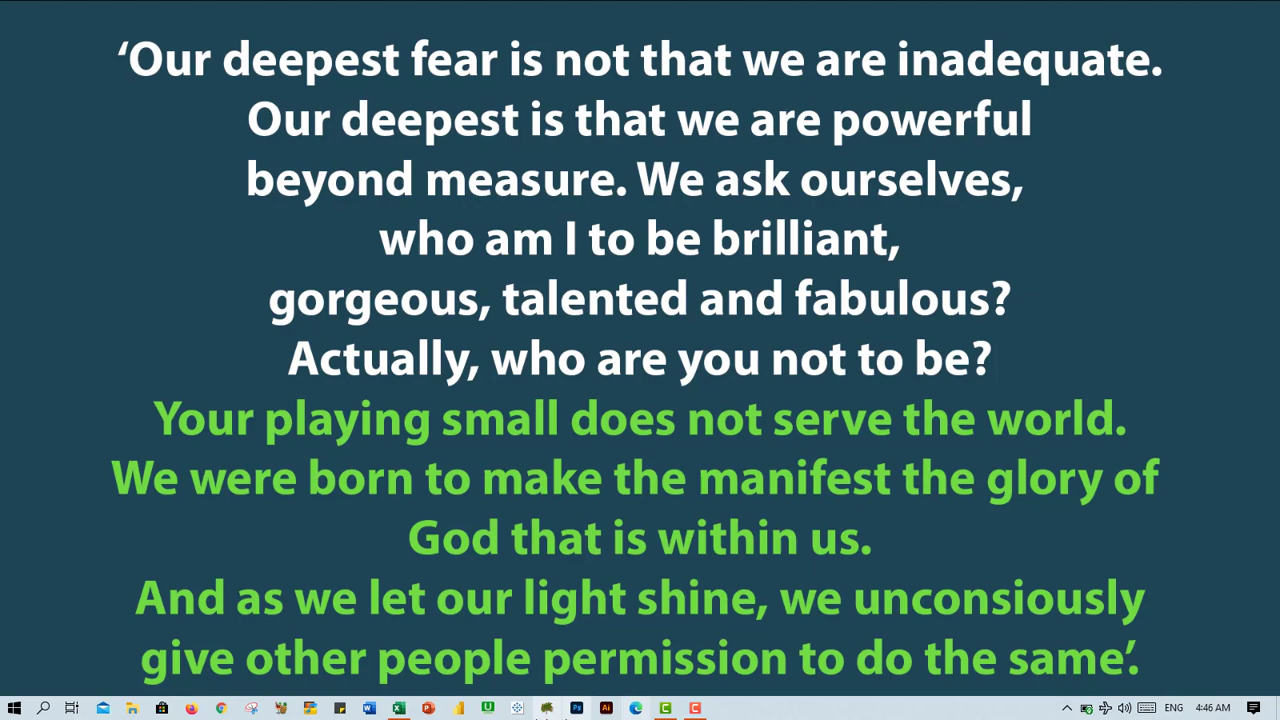 ‘Our deepest fear is not that we are inadequate.
Our deepest is that we are powerful
beyond measure. We ask ourselves,
who am I to be brilliant,
gorgeous, talented and fabulous?
Actually, who are you not to be?
Your playing small does not serve the world.
We were born to make the manifest the glory of
God that is within us.
And as we let our light shine, we unconsiously
give other people permission to do the same’.
ENG 4:46 AM